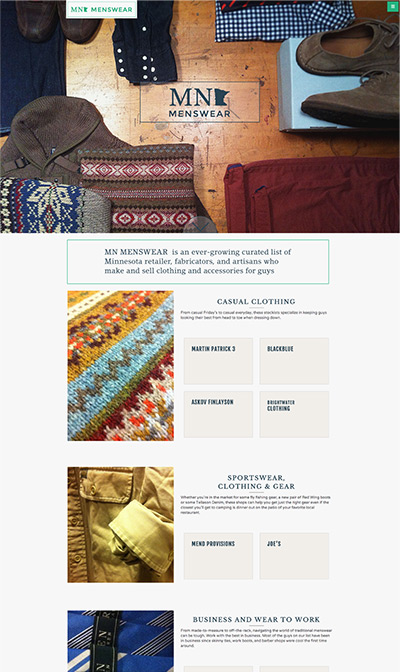 MN MENSWEAR
MN
MENSWEAR
MN MENSWEAR is an ever-growing curated list of
Minnesota retailer, fabricators, and artisans who
make and sell clothing and accessories for guys
CASUAL CLOTHING
From casual Friday's to casual everyday, these stockists specialize in keeping guys
looking their best from head to toe when dressing down.
MARTIN PATRICK 3
BLACKBLUE
ASKOV FINLAYSON
BRIGHTWATER
CLOTHING
SPORTSWEAR,
CLOTHING & GEAR
Whether you're in the market for some fly fishing gear, a new pair of Red Wing boots
or some Tellason Denim, these shops can help you get just the right gear even if the
closest you'll get to camping is dinner out on the patio of your favorite local
restaurant.
MEND PROVISIONS
JOE'S
BUSINESS AND WEAR TO WORK
From made-to-measure to off-the-rack, navigating the world of traditional menswear
can be tough. Work with the best in business. Most of the guys on our list have been
in business since skinny ties, work boots, and barber shops were cool the first time
around.